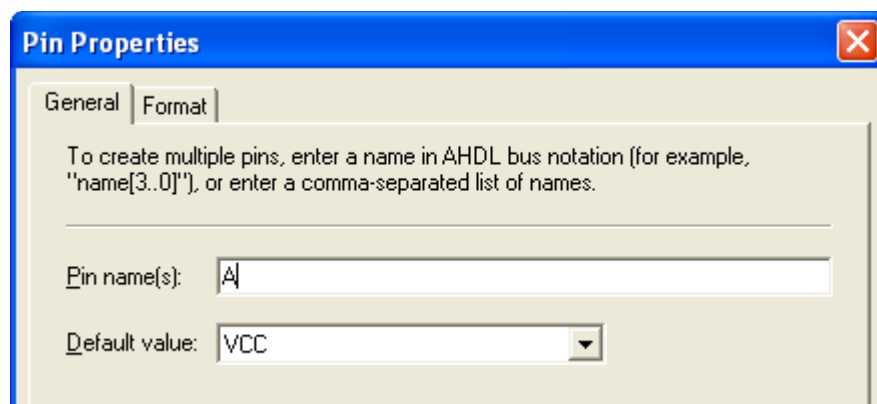 Pin Properties
General Format
To create multiple pins, enter a name in AHDL bus notation (for example,
"name[3..0]"), or enter a comma-separated list of names.
Pin name(s): A
Default value: VCC